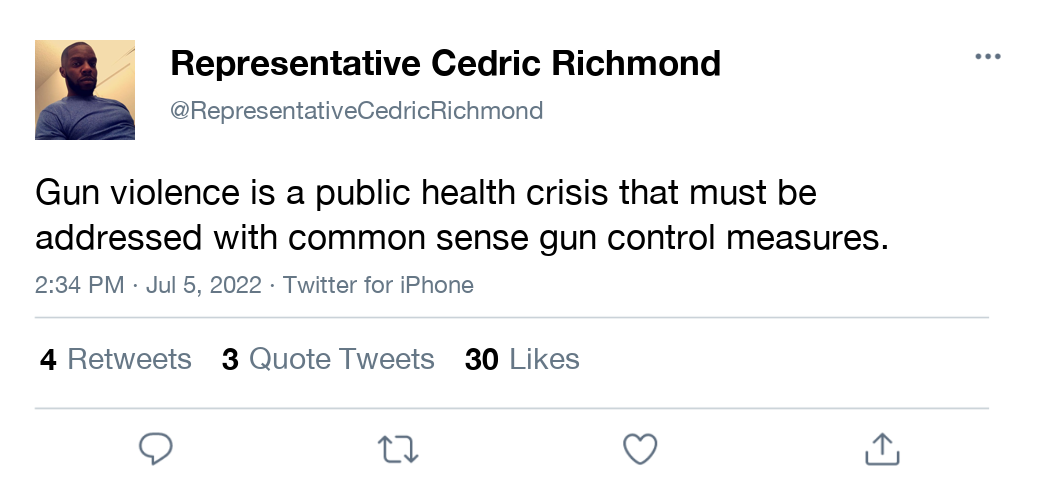 Representative Cedric Richmond
@RepresentativeCedricRichmond
Gun violence is a public health crisis that must be
addressed with common sense gun control measures.
2:34 PM · Jul 5, 2022 · Twitter for iPhone
4 Retweets 3 Quote Tweets 30 Likes